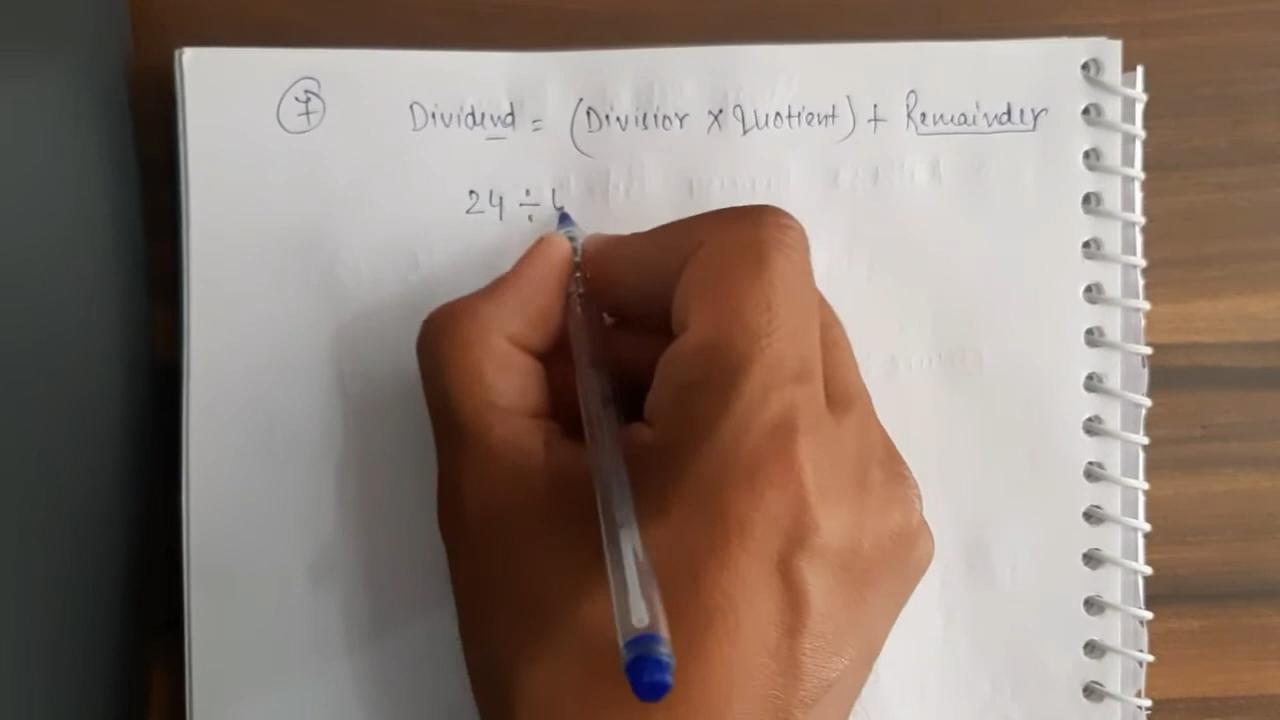 7 Dividend = (Divisior × Quotient) + Remainder
24 ÷